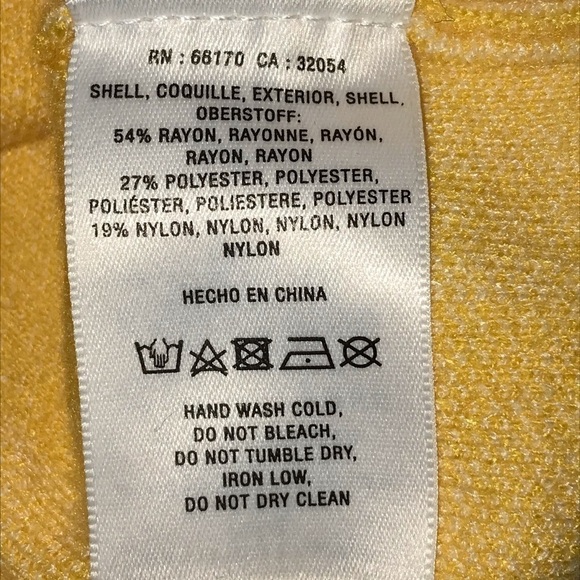 RN : 66170 CA : 32054
SHELL, COQUILLE, EXTERIOR, SHELL,
OBERSTOFF:
54% RAYON, RAYONNE, RAYÓN,
RAYON, RAYON
27% POLYESTER, POLYESTER,
POLIÉSTER, POLIESTERE, POLYESTER
19% NYLON, NYLON, NYLON, NYLON
NYLON
HECHO EN CHINA
HAND WASH COLD,
DO NOT BLEACH,
DO NOT TUMBLE DRY,
IRON LOW,
DO NOT DRY CLEAN